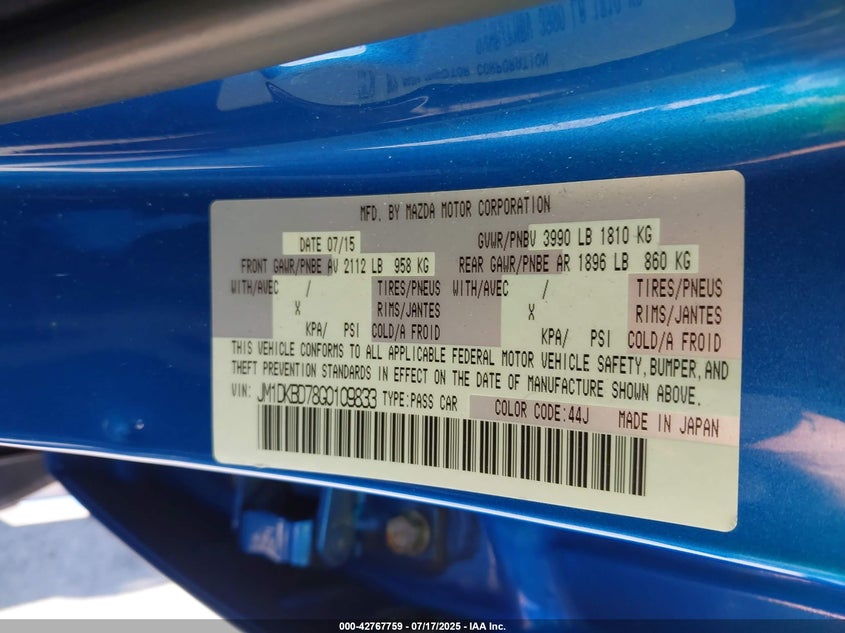 MFD. BY MAZDA MOTOR CORPORATION
DATE 07/15 GVWR/PNBV 3990 LB 1810 KG
FRONT GAWR/PNBE AV 2112 LB 958 KG REAR GAWR/PNBE AR 1896 LB 860 KG
WITH/AVEC / TIRES/PNEUS WITH/AVEC / TIRES/PNEUS
X RIMS/JANTES X RIMS/JANTES
KPA/ PSI COLD/A FROID KPA/ PSI COLD/A FROID
THIS VEHICLE CONFORMS TO ALL APPLICABLE FEDERAL MOTOR VEHICLE SAFETY, BUMPER, AND
THEFT PREVENTION STANDARDS IN EFFECT ON THE DATE OF MANUFACTURE SHOWN ABOVE.
VIN: JM1DKBD78G0109833 TYPE:PASS CAR COLOR CODE:44J MADE IN JAPAN
000-42767759 - 07/17/2025 - IAA Inc.